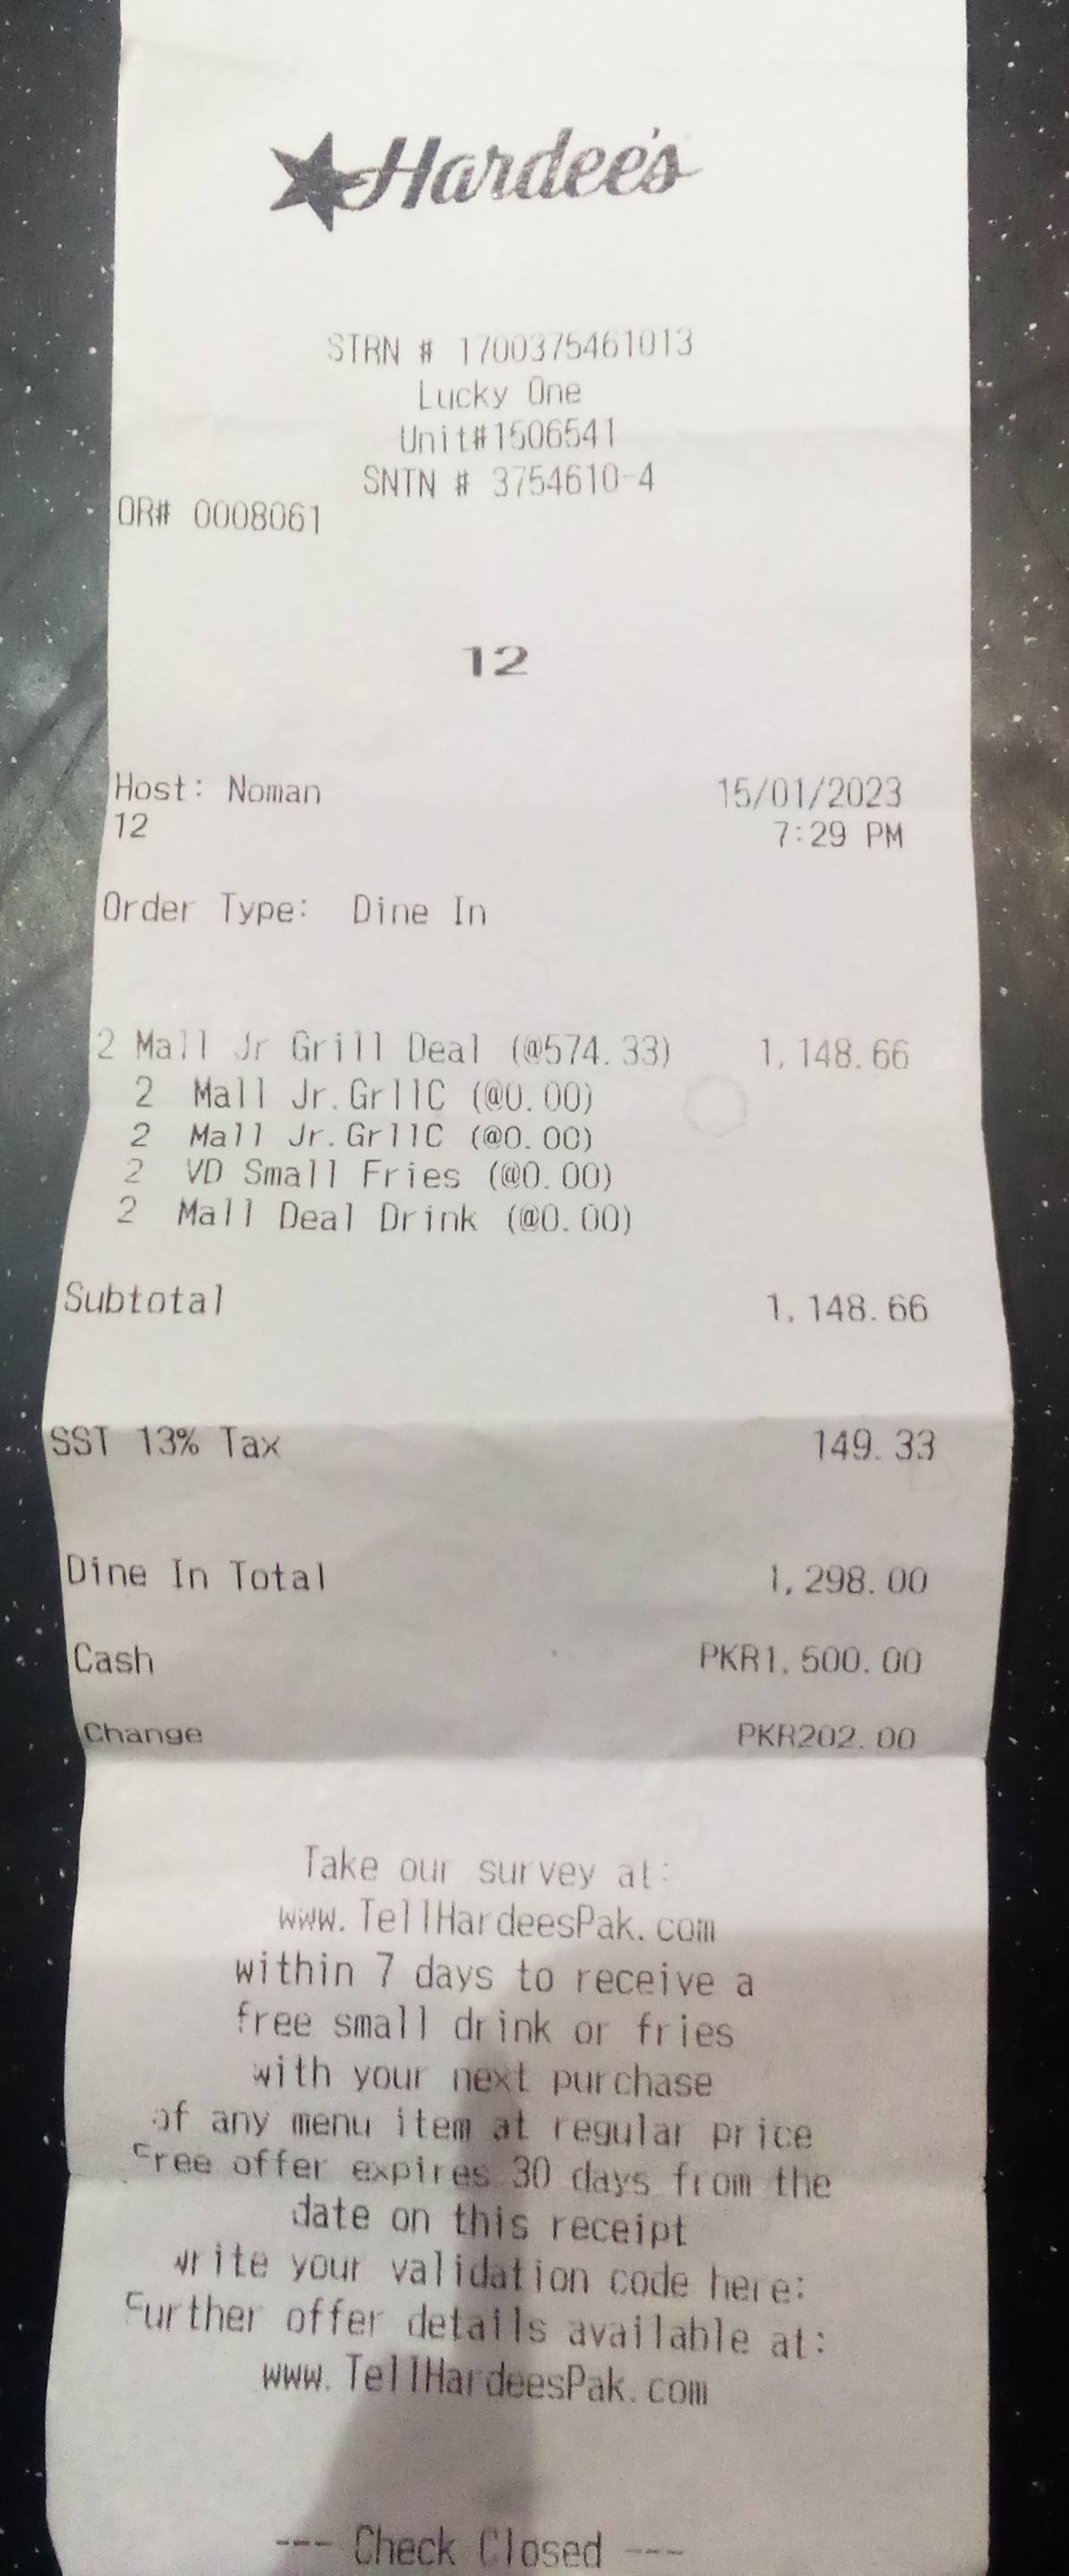 Hardee's
STRN # 1700375461013
Lucky One
Unit#1506541
SNTN # 3754610-4
OR# 0008061
12
Host: Noman 15/01/2023
12 7:29 PM
Order Type: Dine In
2 Mall Jr Grill Deal (@574.33) 1,148.66
2 Mall Jr.GrllC (@0.00)
2 Mall Jr.GrllC (@0.00)
2 VD Small Fries (@0.00)
2 Mall Deal Drink (@0.00)
Subtotal 1,148.66
SST 13% Tax 149.33
Dine In Total 1,298.00
Cash PKR1,500.00
Change PKR202.00
Take our survey at:
www.TellHardeesPak.com
within 7 days to receive a
free small drink or fries
with your next purchase
of any menu item at regular price
Free offer expires 30 days from the
date on this receipt
Write your validation code here:
Further offer details available at:
www.TellHardeesPak.com
--- Check Closed ---